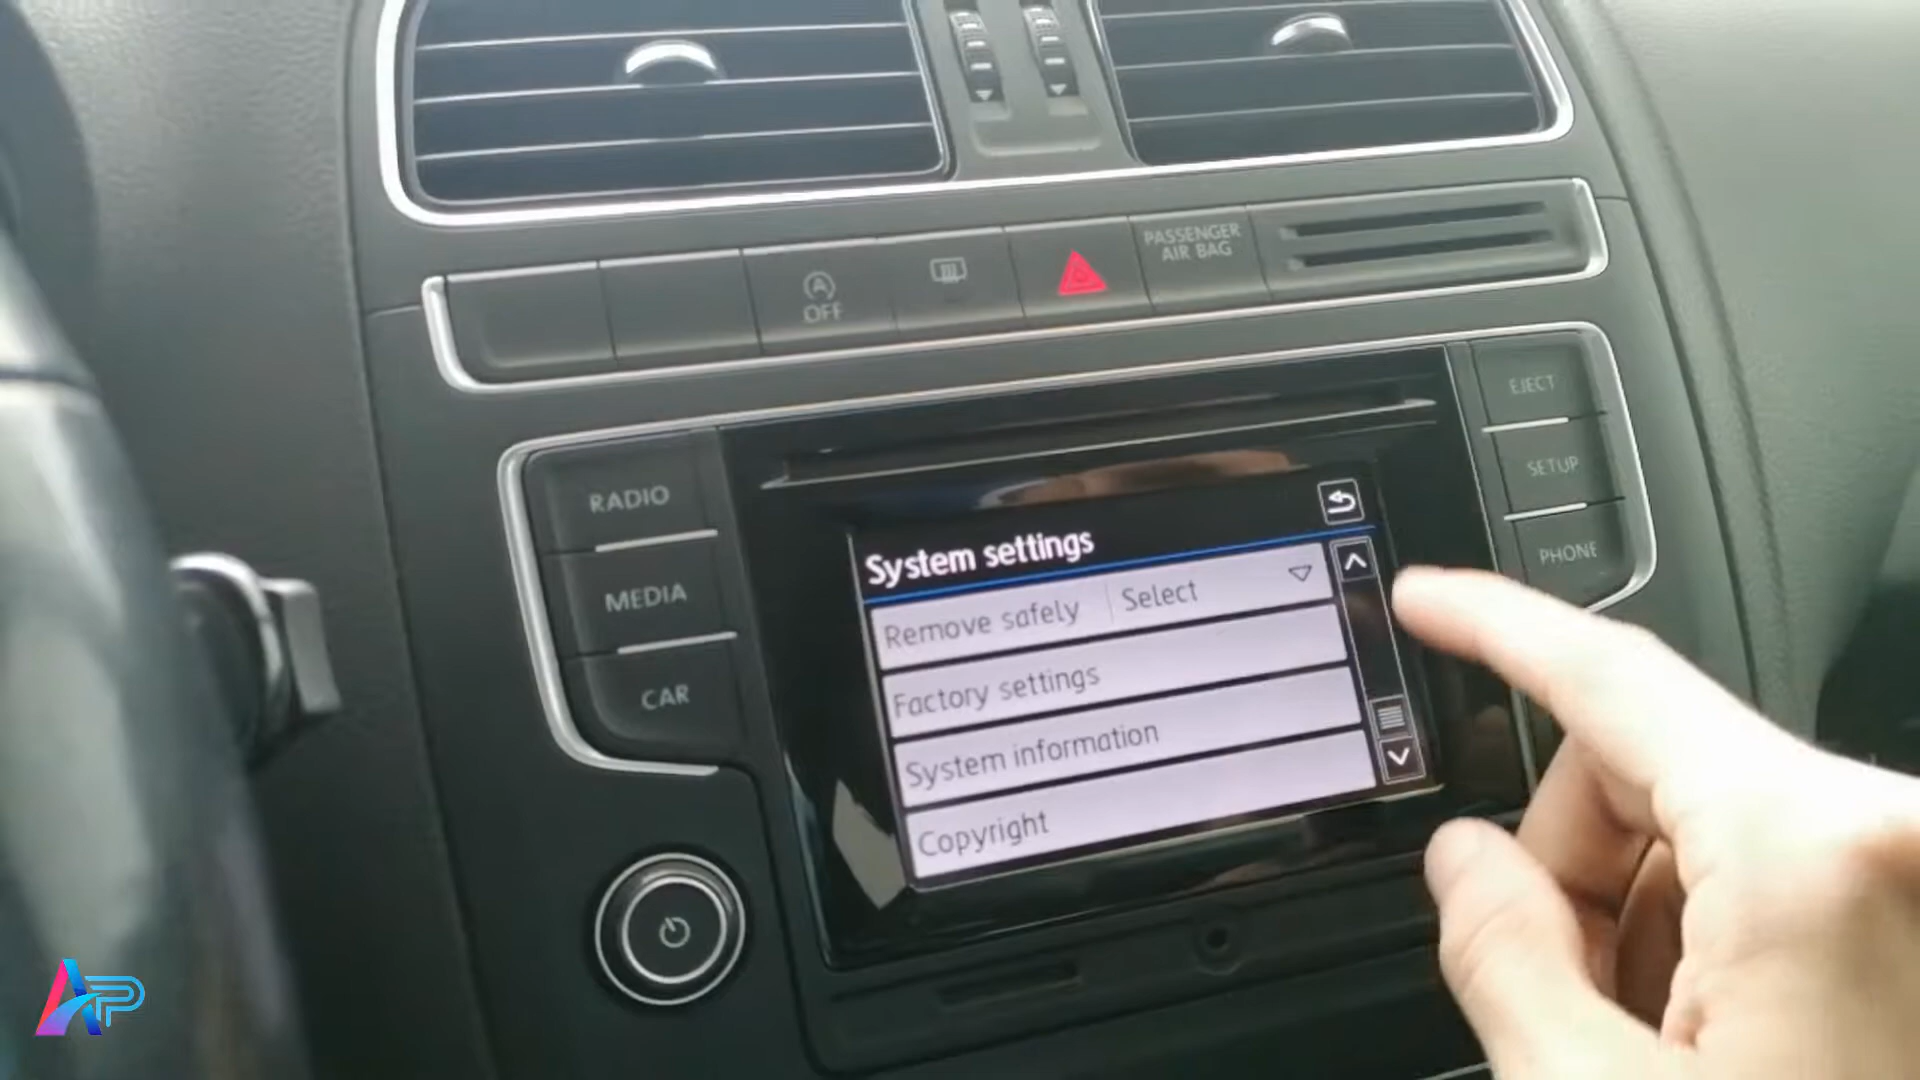 A
OFF
PASSENGER
AIR BAG
EJECT
RADIO
SETUP
MEDIA
PHONE
CAR
System settings
Remove safely Select
Factory settings
System information
Copyright
AP